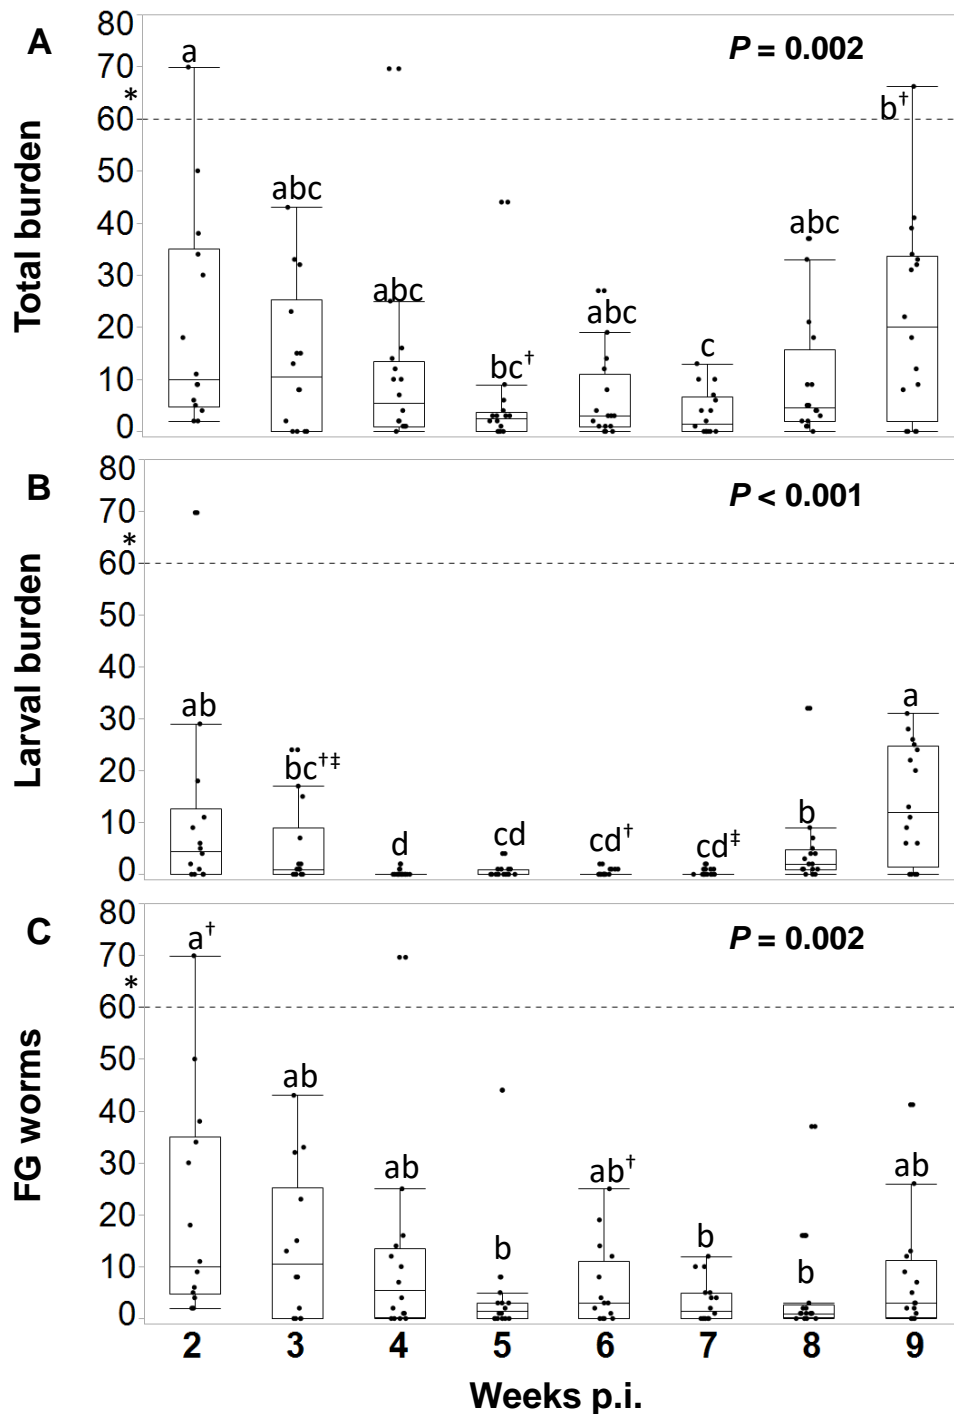 A
Total burden
P = 0.002
80
70
*
60
50
40
30
20
10
0
a
abc
abc
bc†
abc
c
abc
b†
B
Larval burden
P < 0.001
80
70
*
60
50
40
30
20
10
0
ab
bc†‡
d
cd
cd†
cd‡
b
a
C
FG worms
P = 0.002
80
70
*
60
50
40
30
20
10
0
a†
ab
ab
b
ab†
b
b
ab
2 3 4 5 6 7 8 9
Weeks p.i.